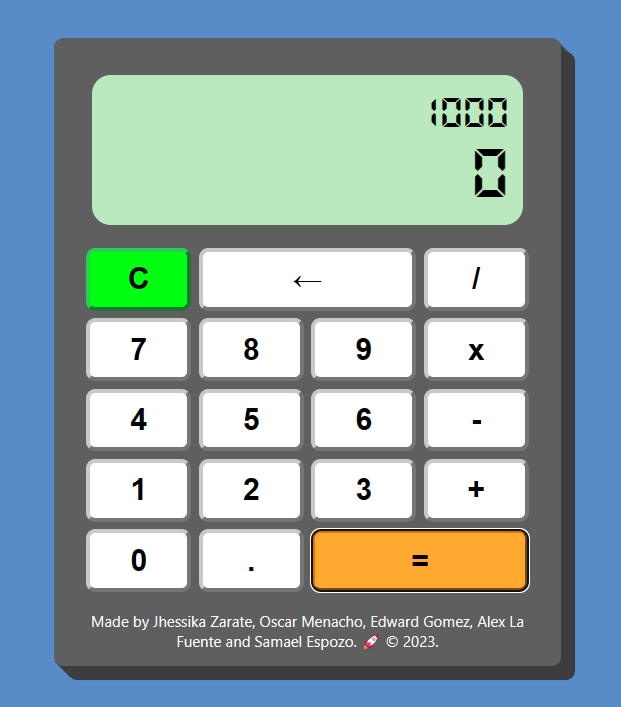 1000
0
C ← /
7 8 9 x
4 5 6 -
1 2 3 +
0 . =
Made by Jhessika Zarate, Oscar Menacho, Edward Gomez, Alex La
Fuente and Samael Espozo. 🚀 © 2023.